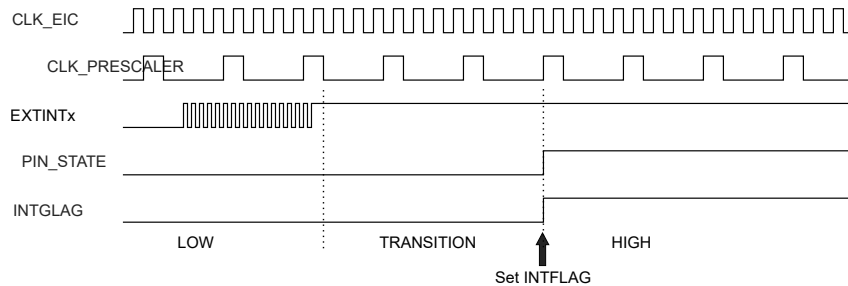 CLK_EIC
CLK_PRESCALER
EXTINTx
PIN_STATE
INTGLAG
LOW TRANSITION HIGH
Set INTFLAG